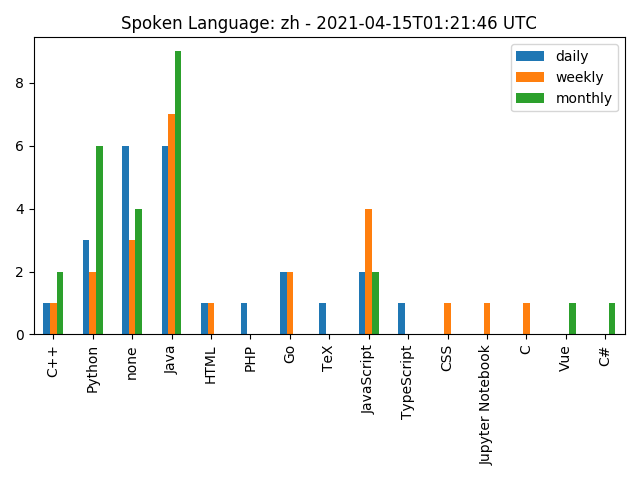 Spoken Language: zh - 2021-04-15T01:21:46 UTC
daily
weekly
monthly
8
6
4
2
0
C++
Python
none
Java
HTML
PHP
Go
TeX
JavaScript
TypeScript
CSS
Jupyter Notebook
C
Vue
C#